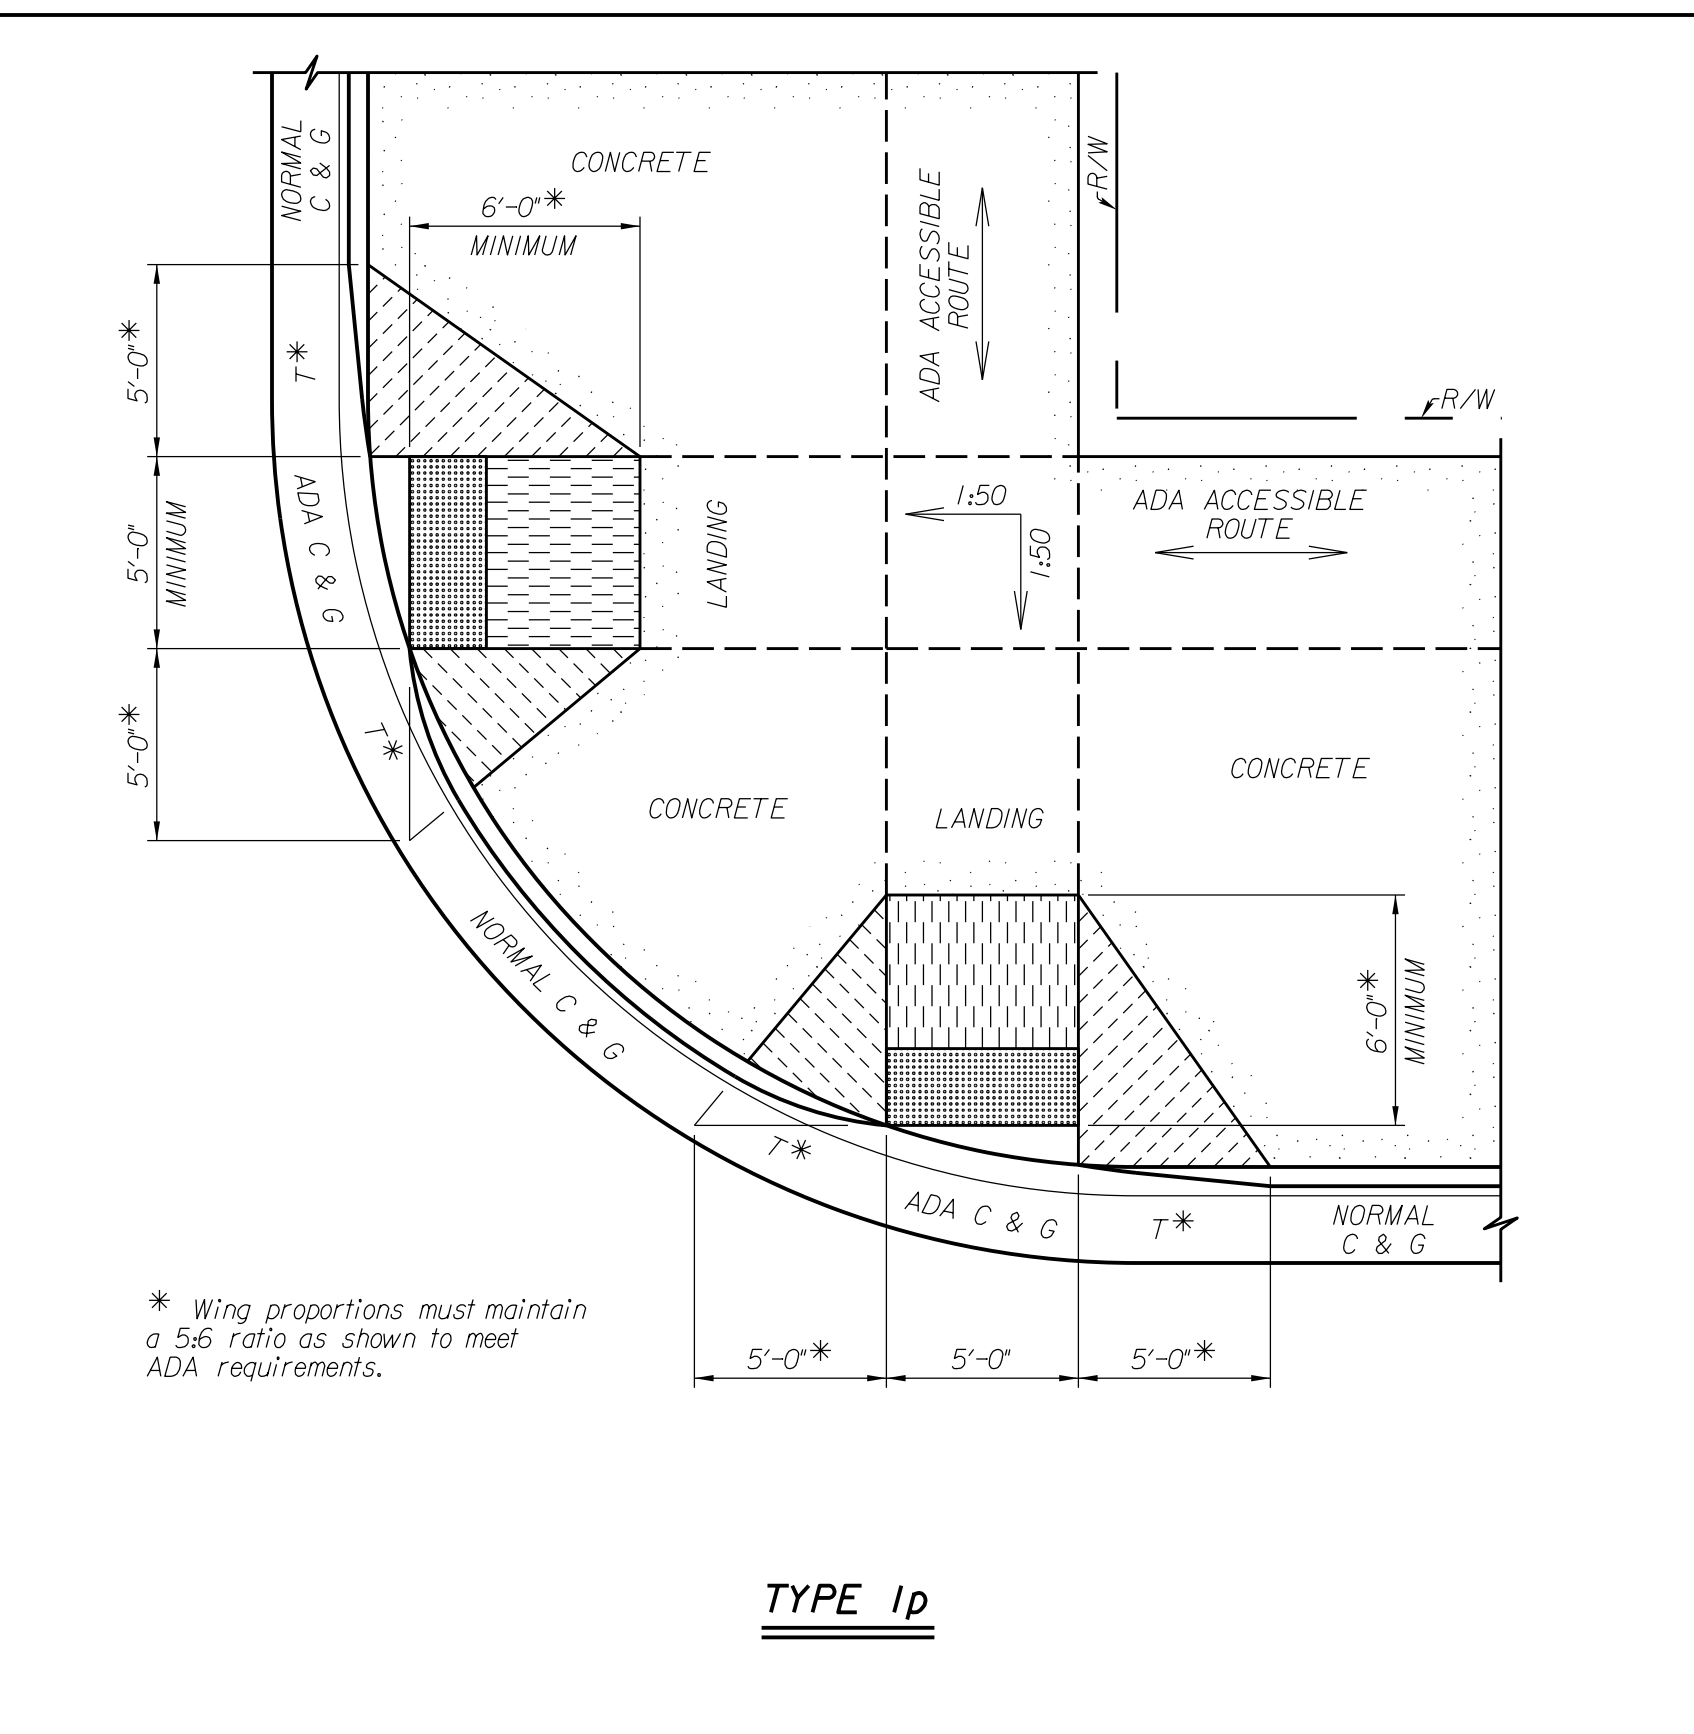 NORMAL
C & G
CONCRETE
6'-0"*
MINIMUM
ADA ACCESSIBLE
ROUTE
R/W
R/W
5'-0"*
T*
5'-0"
MINIMUM
ADA C & G
LANDING
1:50
1:50
ADA ACCESSIBLE
ROUTE
5'-0"*
T*
CONCRETE
CONCRETE
LANDING
NORMAL C & G
6'-0"*
MINIMUM
T*
ADA C & G
T*
NORMAL
C & G
* Wing proportions must maintain
a 5:6 ratio as shown to meet
ADA requirements.
5'-0"*
5'-0"
5'-0"*
TYPE 1p